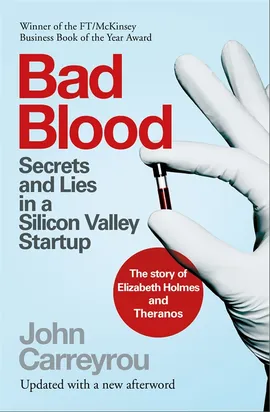 Winner of the FT/McKinsey
Business Book of the Year Award
Bad
Blood
Secrets
and Lies
in a
Silicon Valley
Startup
The story of
Elizabeth Holmes
and
Theranos
John
Carreyrou
Updated with a new afterword